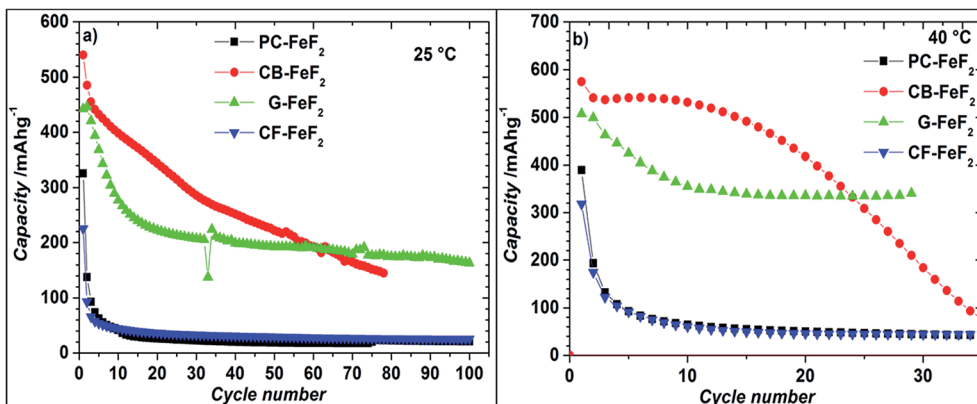 a)
25 °C
PC-FeF₂
CB-FeF₂
G-FeF₂
CF-FeF₂
Capacity /mAhg⁻¹
600
500
400
300
200
100
0
0 10 20 30 40 50 60 70 80 90 100
Cycle number
b)
40 °C
PC-FeF₂
CB-FeF₂
G-FeF₂
CF-FeF₂
Capacity /mAhg⁻¹
700
600
500
400
300
200
100
0
0 10 20 30
Cycle number